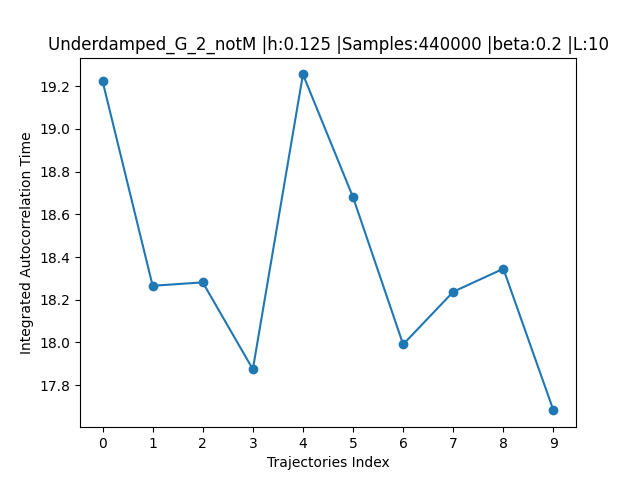 Underdamped_G_2_notM |h:0.125 |Samples:440000 |beta:0.2 |L:10
Integrated Autocorrelation Time
19.2
19.0
18.8
18.6
18.4
18.2
18.0
17.8
0 1 2 3 4 5 6 7 8 9
Trajectories Index